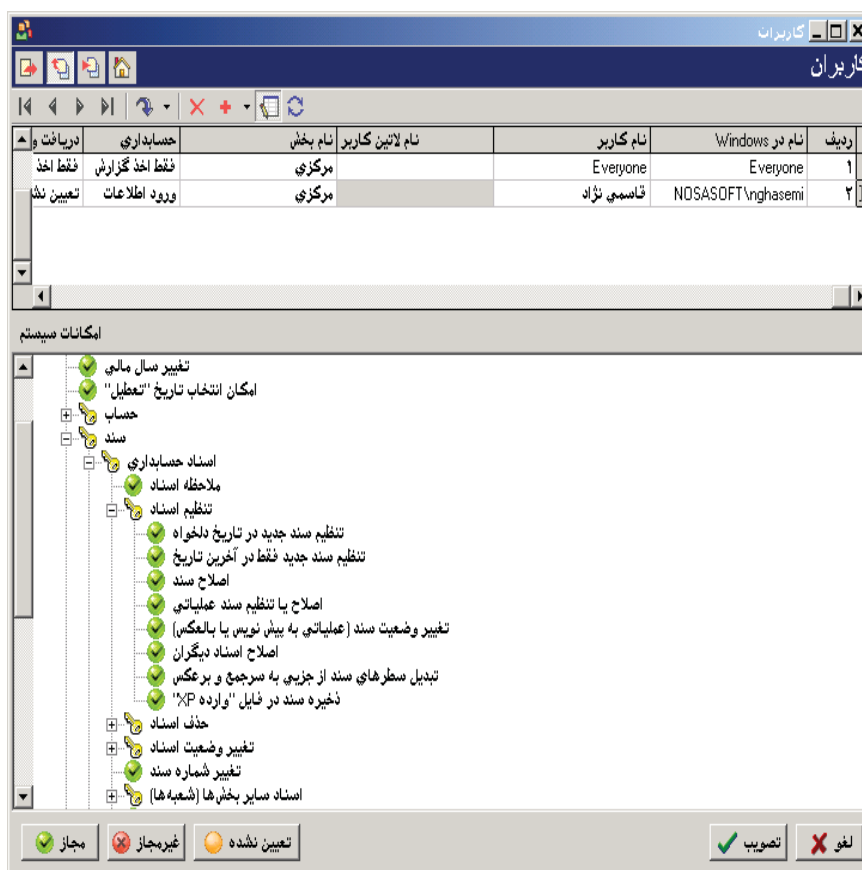 کاربران
کاربران
ردیف نام در Windows نام کاربر نام لاتین کاربر نام بخش حسابداري دریافت و
۱ Everyone Everyone مرکزي فقط اخذ گزارش فقط اخذ
۲ NOSASOFT\nghasemi قاسمي نژاد مرکزي ورود اطلاعات تعیین نش
امکانات سیستم
تغییر سال مالي
امکان انتخاب تاریخ "تعطیل"
حساب
سند
اسناد حسابداري
ملاحظه اسناد
تنظیم اسناد
تنظیم سند جدید در تاریخ دلخواه
تنظیم سند جدید فقط در آخرین تاریخ
اصلاح سند
اصلاح یا تنظیم سند عملیاتي
تغییر وضعیت سند (عملیاتي به پیش نویس یا بالعکس)
اصلاح اسناد دیگران
تبدیل سطرهاي سند از جزیي به سرجمع و برعکس
ذخیره سند در فایل "وارده XP"
حذف اسناد
تغییر وضعیت اسناد
تغییر شماره سند
اسناد سایر بخش‌ها (شعبه‌ها)
لغو تصویب تعیین نشده غیرمجاز مجاز